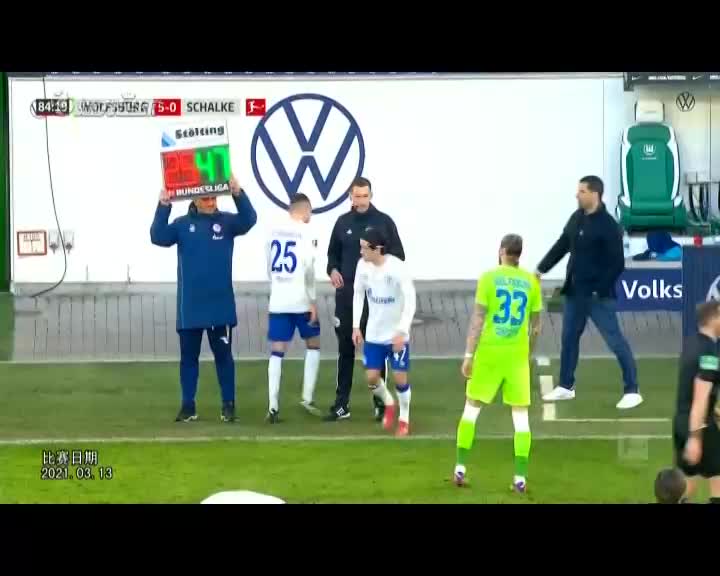 84:19 WOLFSBURG 5-0 SCHALKE
Stölting
25 47
BUNDESLIGA
25
33
47
Volks
比赛日期
2021.03.13